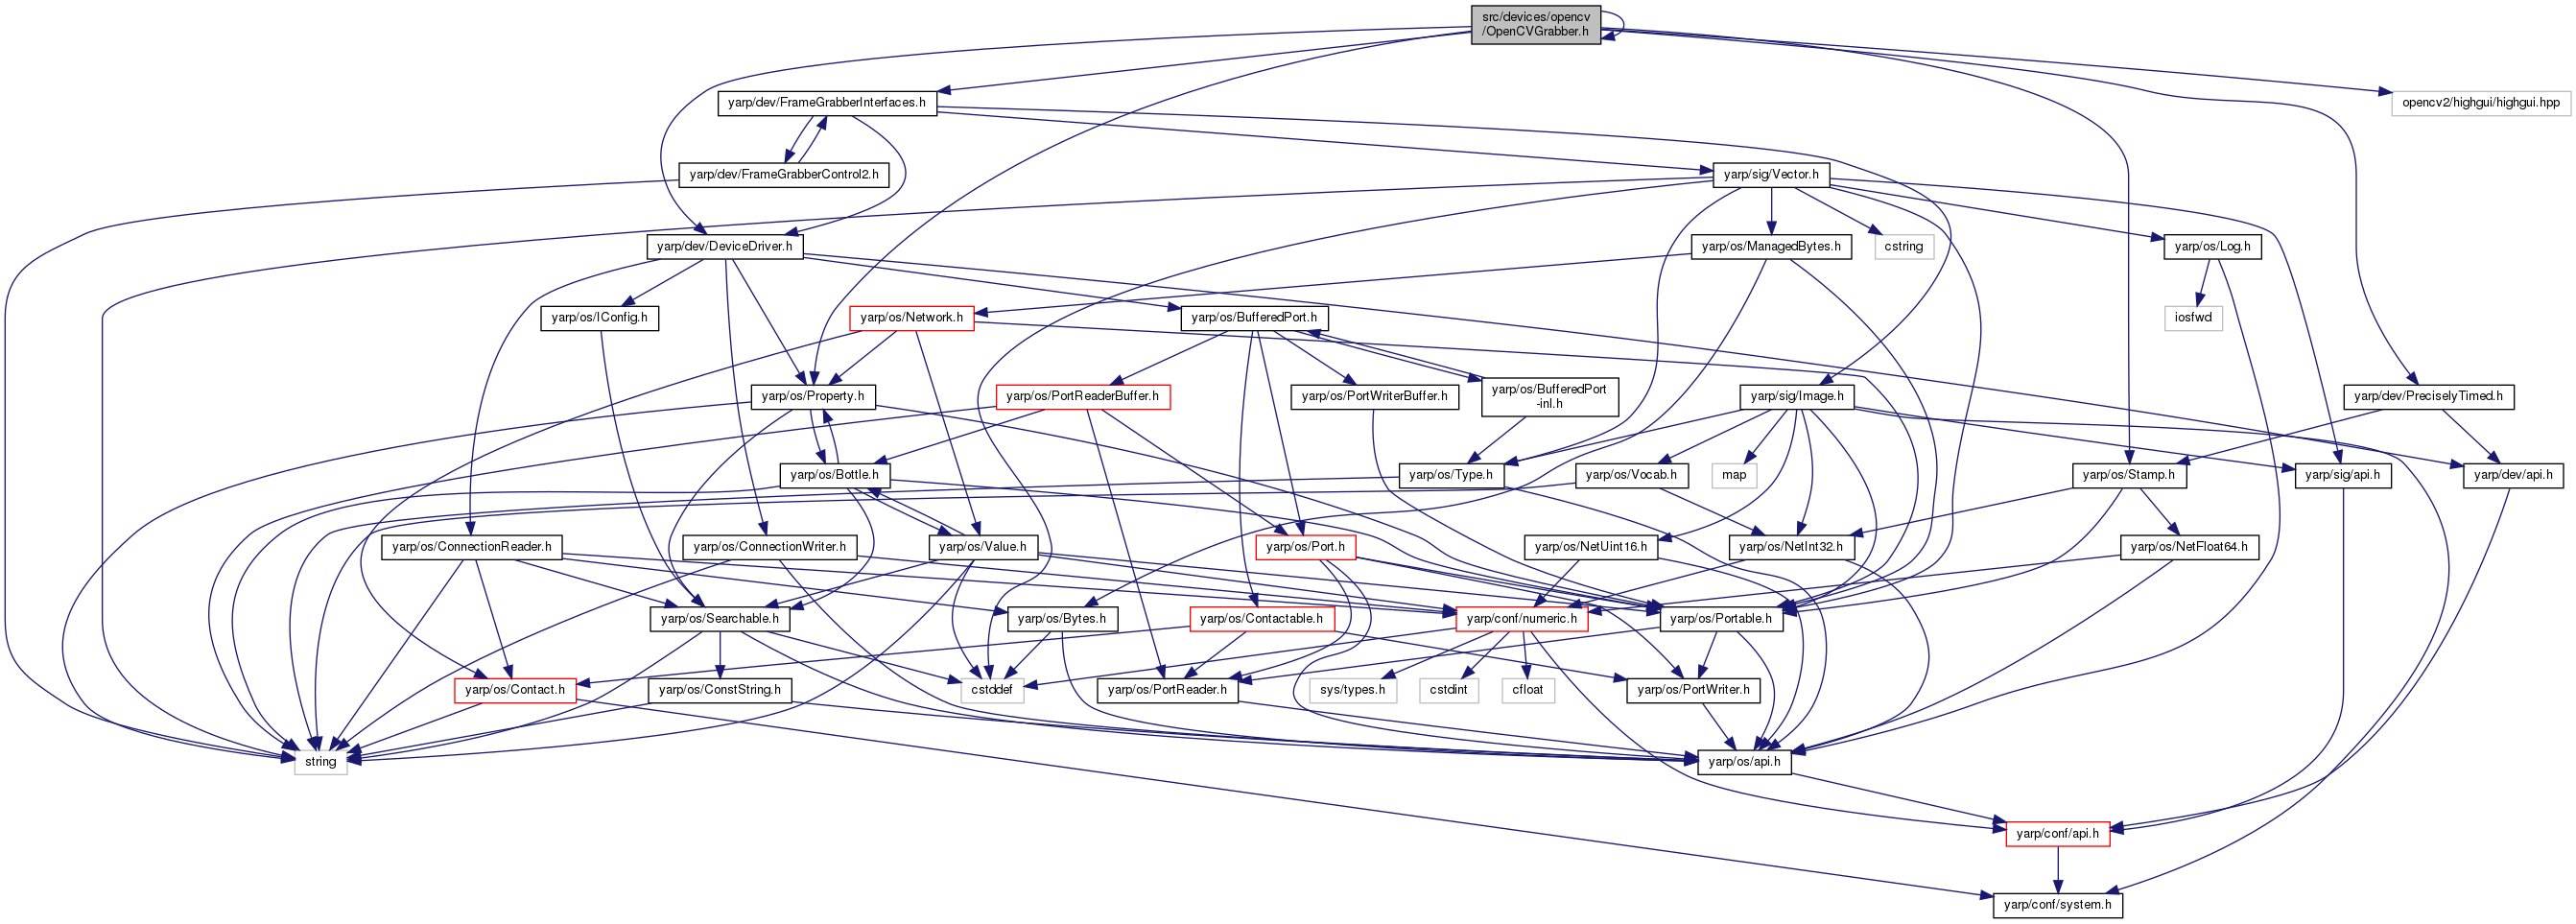 src/devices/opencv
/OpenCVGrabber.h
yarp/dev/FrameGrabberInterfaces.h
opencv2/highgui/highgui.hpp
yarp/dev/FrameGrabberControl2.h
yarp/sig/Vector.h
yarp/dev/DeviceDriver.h
yarp/os/ManagedBytes.h
cstring
yarp/os/Log.h
yarp/os/IConfig.h
yarp/os/Network.h
yarp/os/BufferedPort.h
iosfwd
yarp/os/Property.h
yarp/os/PortReaderBuffer.h
yarp/os/PortWriterBuffer.h
yarp/os/BufferedPort
-inl.h
yarp/sig/Image.h
yarp/dev/PreciselyTimed.h
yarp/os/Bottle.h
yarp/os/Type.h
yarp/os/Vocab.h
map
yarp/os/Stamp.h
yarp/sig/api.h
yarp/dev/api.h
yarp/os/ConnectionReader.h
yarp/os/ConnectionWriter.h
yarp/os/Value.h
yarp/os/Port.h
yarp/os/NetUint16.h
yarp/os/NetInt32.h
yarp/os/NetFloat64.h
yarp/os/Searchable.h
yarp/os/Bytes.h
yarp/os/Contactable.h
yarp/conf/numeric.h
yarp/os/Portable.h
yarp/os/Contact.h
yarp/os/ConstString.h
cstddef
yarp/os/PortReader.h
sys/types.h
cstdint
cfloat
yarp/os/PortWriter.h
string
yarp/os/api.h
yarp/conf/api.h
yarp/conf/system.h